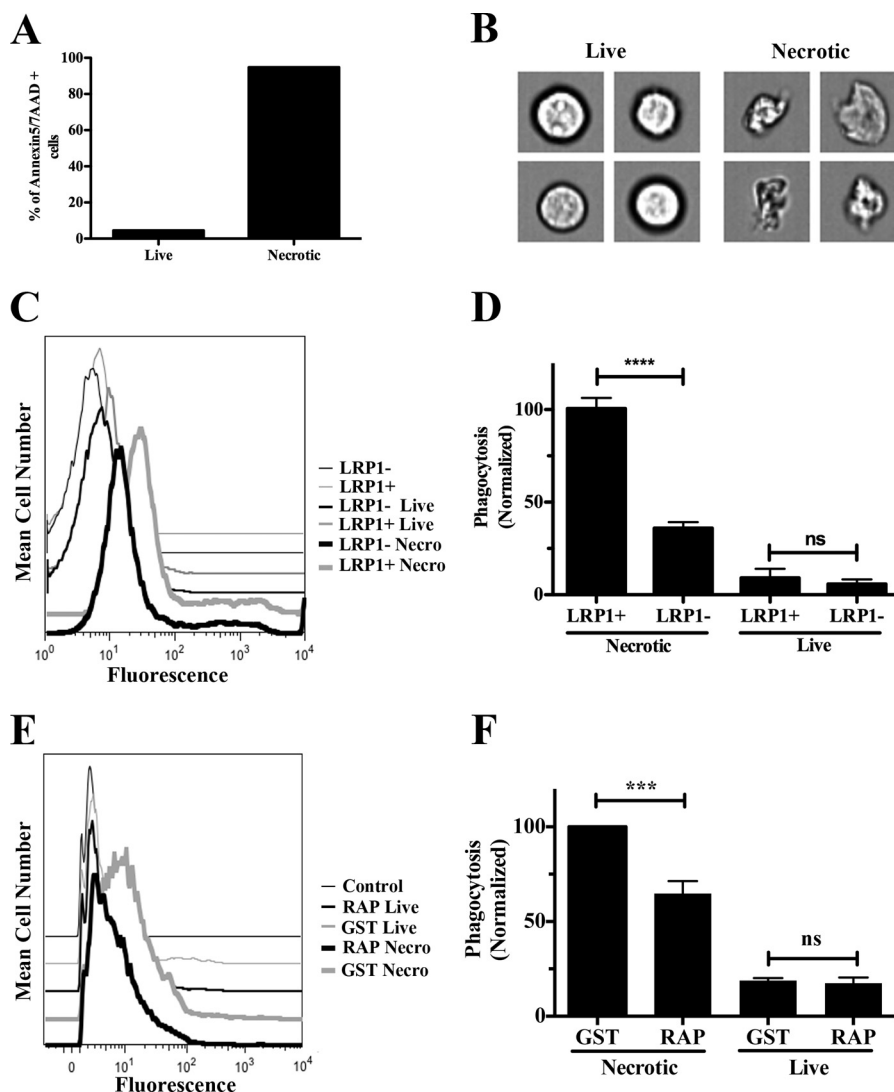 A
% of Annexin5/7AAD +
cells
100
80
60
40
20
0
Live
Necrotic
B
Live
Necrotic
C
Mean Cell Number
10⁰
10¹
10²
10³
10⁴
Fluorescence
LRP1-
LRP1+
LRP1- Live
LRP1+ Live
LRP1- Necro
LRP1+ Necro
D
Phagocytosis
(Normalized)
100
50
0
****
ns
LRP1+
LRP1-
LRP1+
LRP1-
Necrotic
Live
E
Mean Cell Number
0
10¹
10²
10³
10⁴
Fluorescence
Control
RAP Live
GST Live
RAP Necro
GST Necro
F
Phagocytosis
(Normalized)
100
50
0
***
ns
GST
RAP
GST
RAP
Necrotic
Live